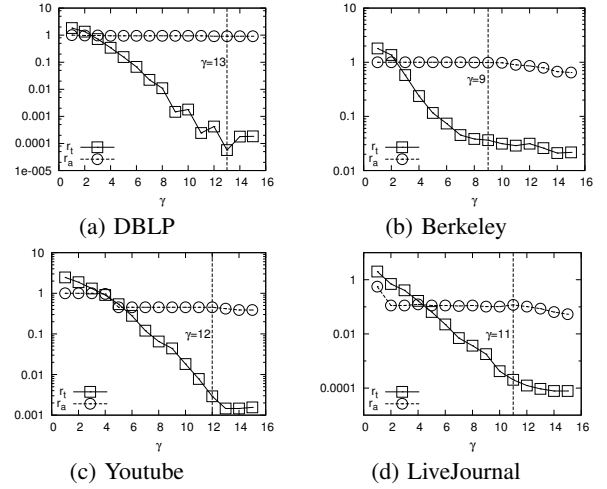 10
1
0.1
0.01
0.001
0.0001
1e-005
γ=13
r_t
r_a
0 2 4 6 8 10 12 14 16
γ
(a) DBLP
10
1
0.1
0.01
γ=9
r_t
r_a
0 2 4 6 8 10 12 14 16
γ
(b) Berkeley
10
1
0.1
0.01
0.001
γ=12
r_t
r_a
0 2 4 6 8 10 12 14 16
γ
(c) Youtube
1
0.01
0.0001
γ=11
r_t
r_a
0 2 4 6 8 10 12 14 16
γ
(d) LiveJournal